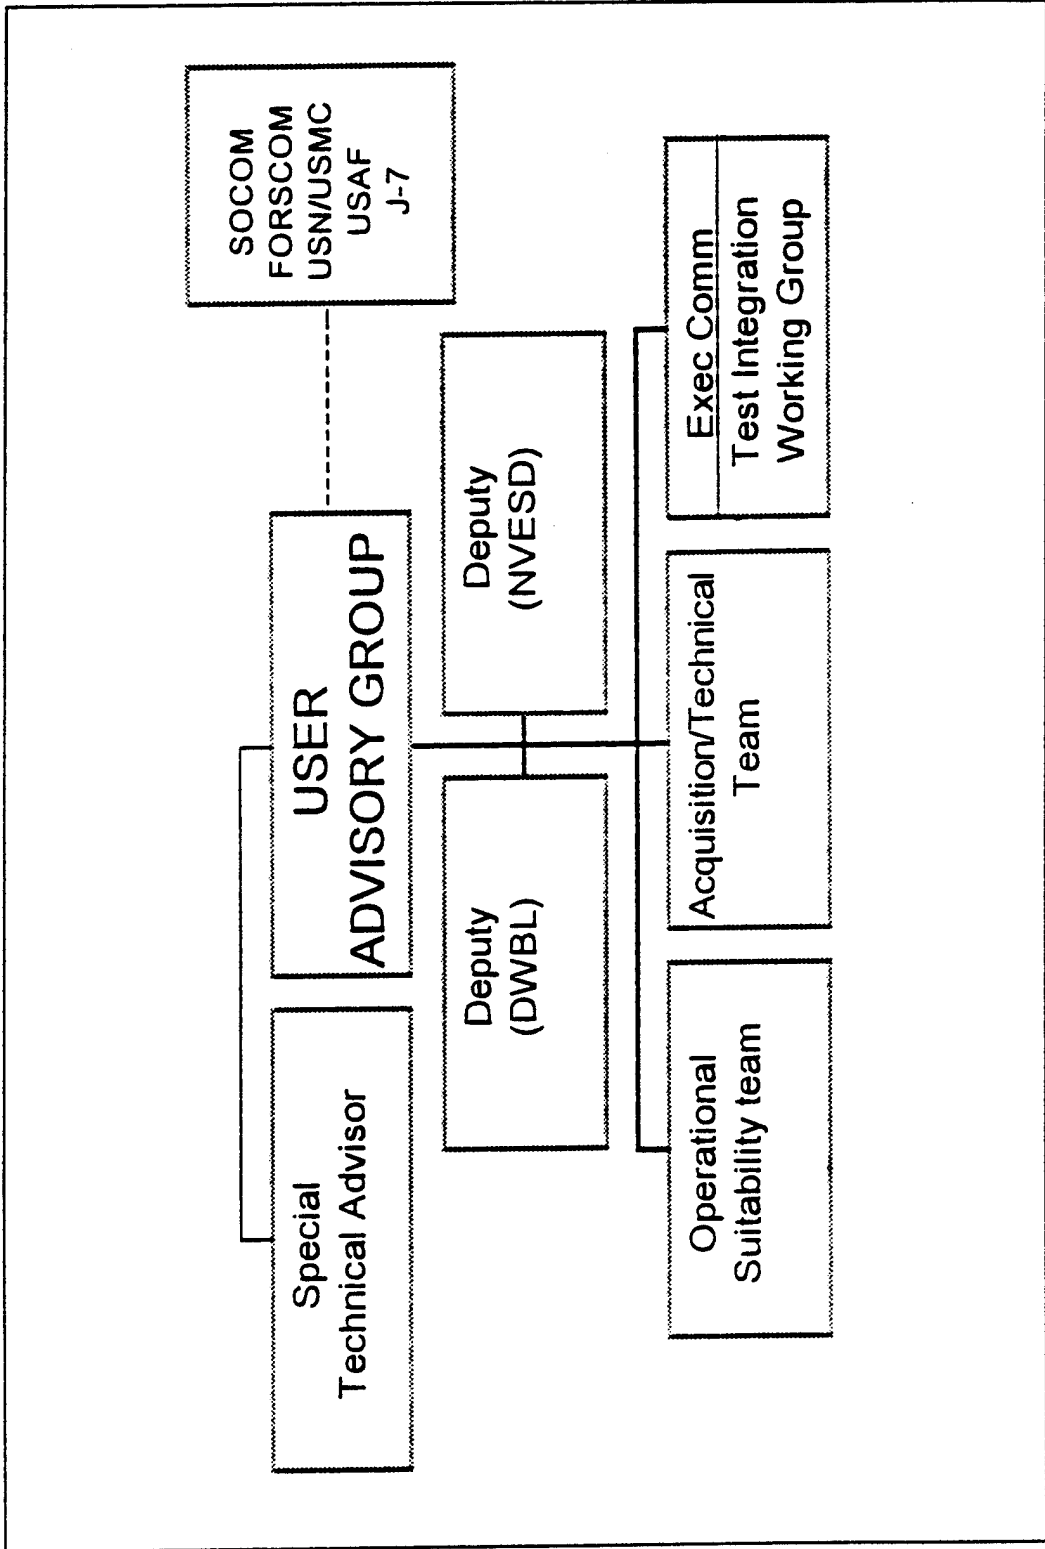 SOCOM
FORSCOM
USN/USMC
USAF
J-7
USER
ADVISORY GROUP
Special
Technical Advisor
Deputy
(DWBL)
Deputy
(NVESD)
Operational
Suitability team
Acquisition/Technical
Team
Exec Comm
Test Integration
Working Group